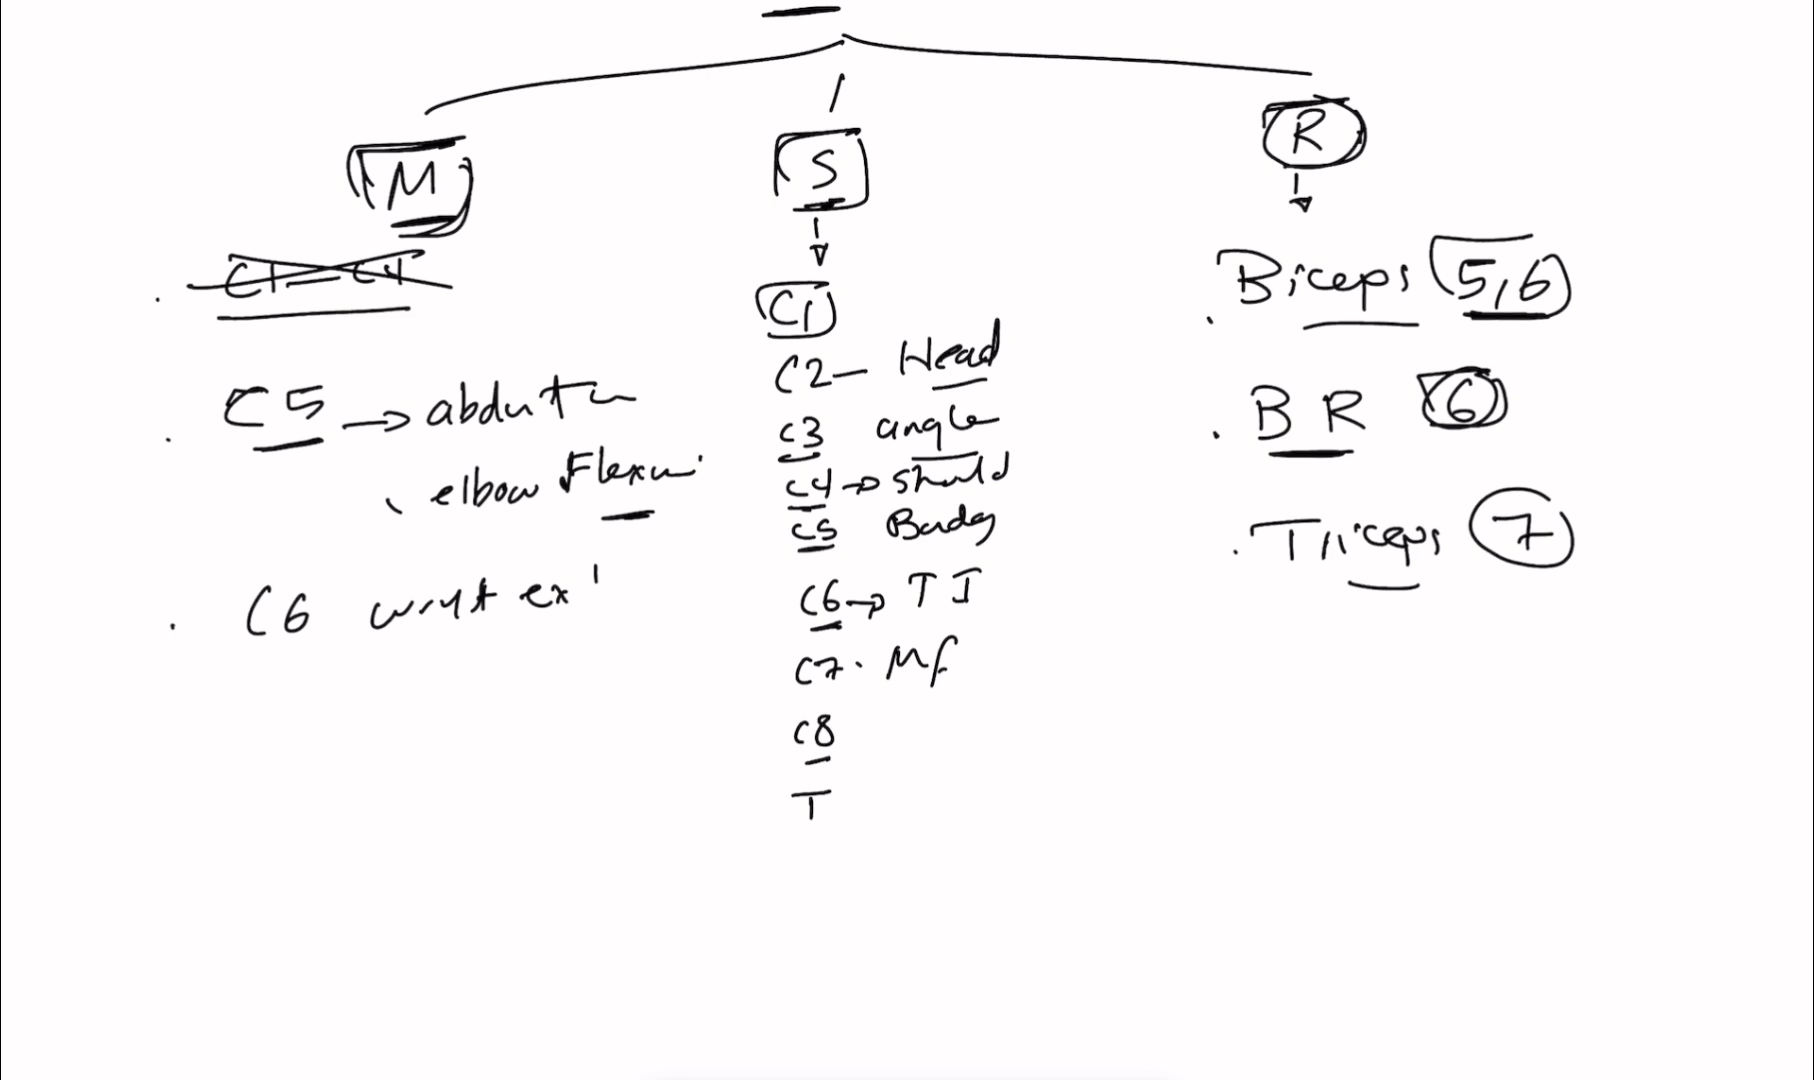 M
C1 - C4
C5 → abduction
elbow Flexion
C6 wrist ex'
S
C1
C2 - Head
C3 angle
C4 → should
C5 Badge
C6 → T I
C7 . Mf
C8
T
R
Biceps 5,6
B R 6
Triceps 7